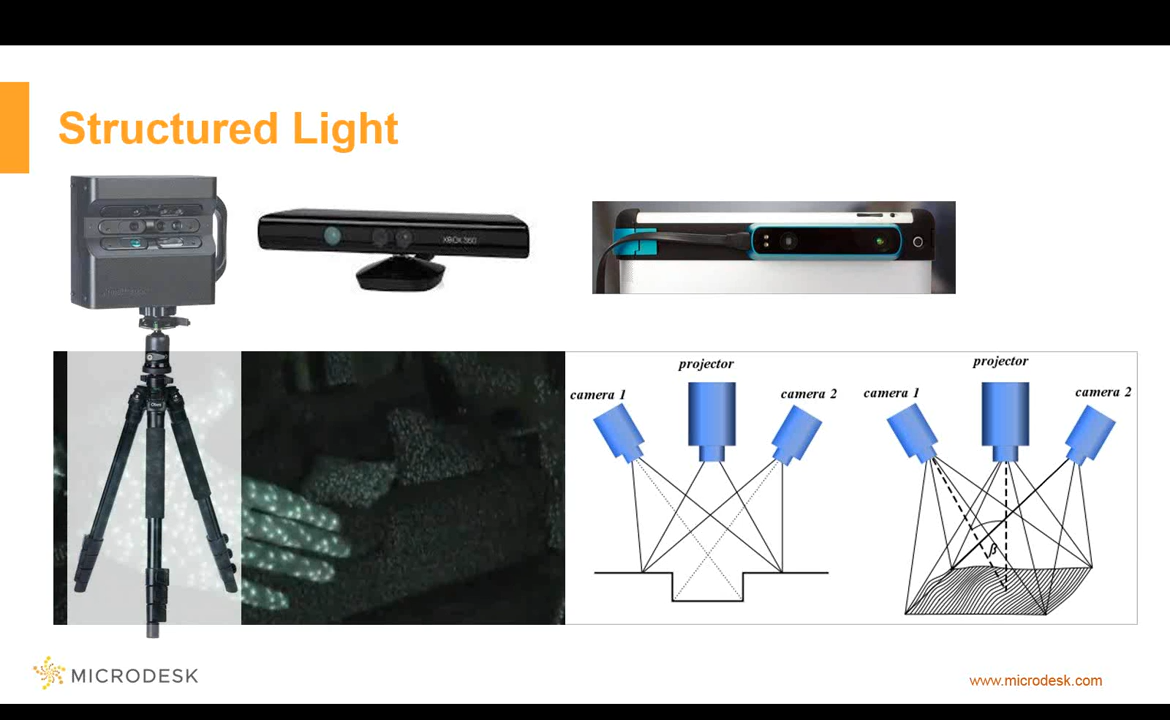 Structured Light
XBOX 360
projector
camera 1
camera 2
projector
camera 1
camera 2
β
MICRODESK
www.microdesk.com